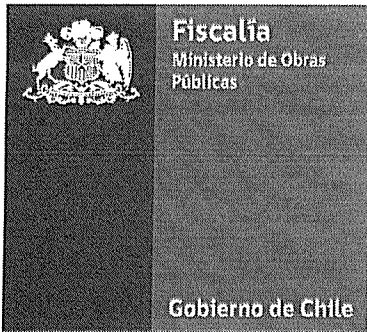 Fiscalía
Ministerio de Obras
Públicas
Gobierno de Chile